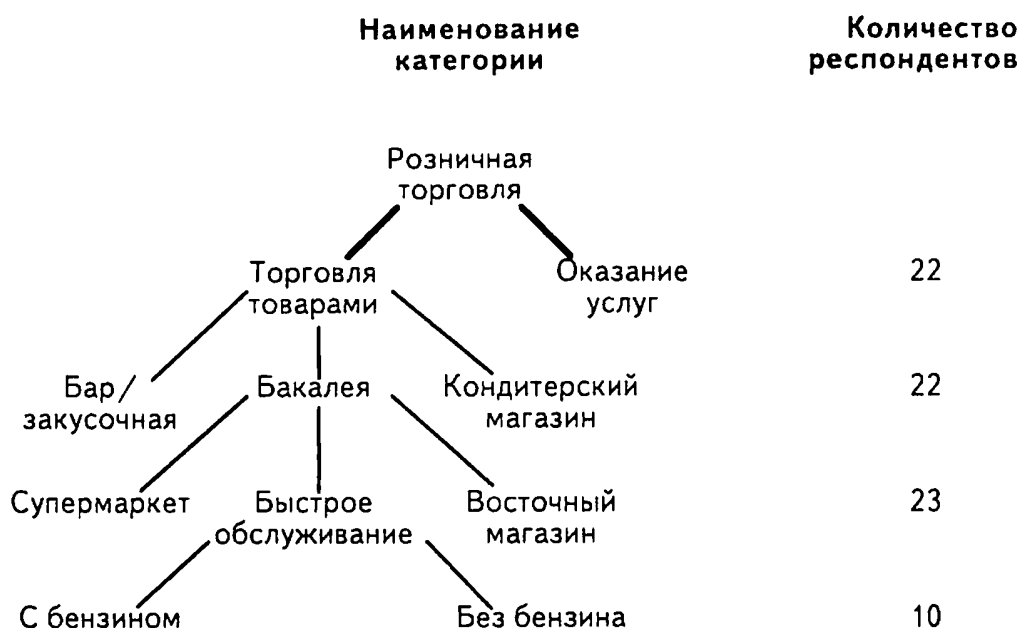 Наименование Количество
категории респондентов
Розничная
торговля
Торговля Оказание 22
товарами услуг
Бар/ Бакалея Кондитерский 22
закусочная магазин
Супермаркет Быстрое Восточный 23
обслуживание магазин
С бензином Без бензина 10